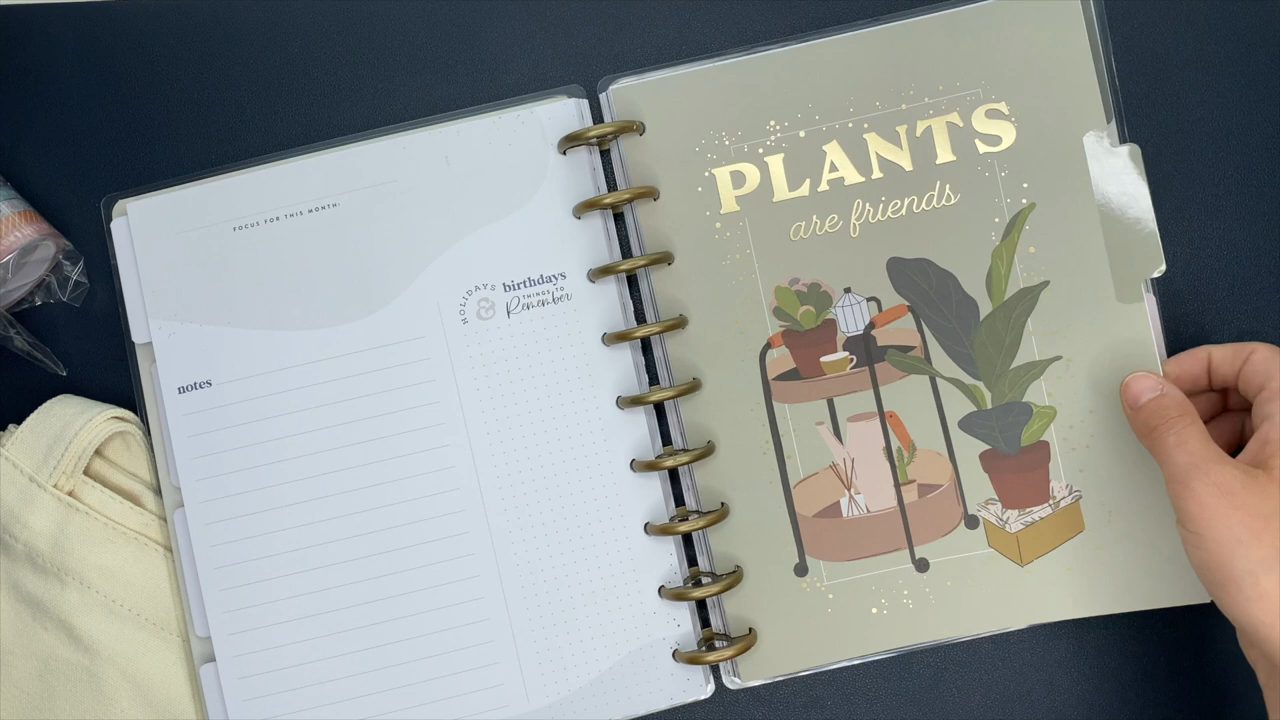 FOCUS FOR THIS MONTH:
HOLIDAYS & birthdays
THINGS TO
Remember
notes
PLANTS
are friends